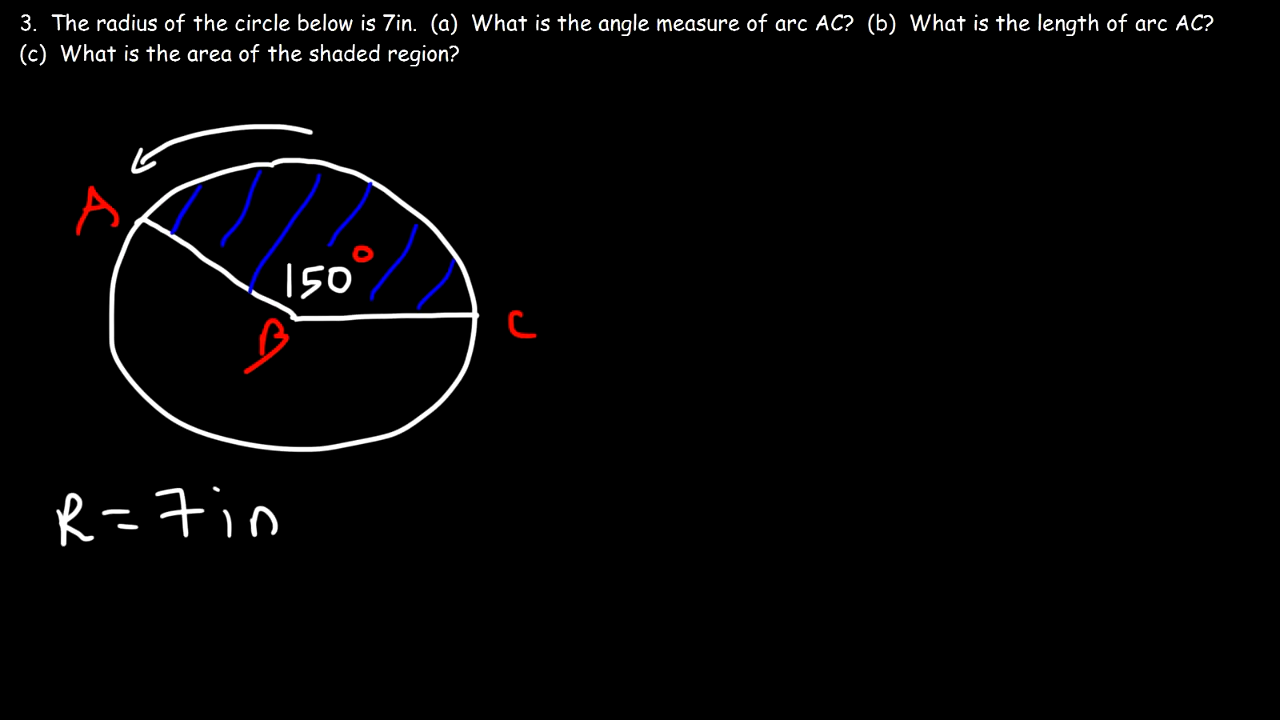 3. The radius of the circle below is 7in. (a) What is the angle measure of arc AC? (b) What is the length of arc AC?
(c) What is the area of the shaded region?
A
150°
B
C
R = 7in